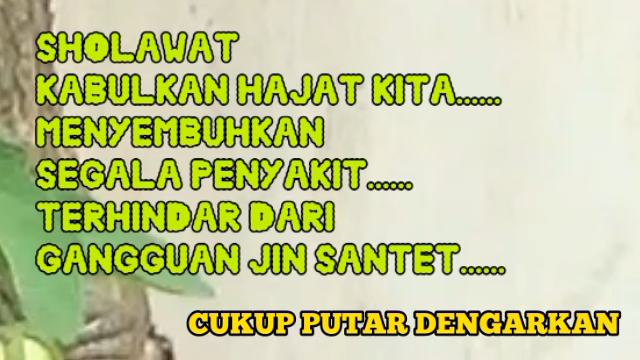 SHOLAWAT
KABULKAN HAJAT KITA......
MENYEMBUHKAN
SEGALA PENYAKIT......
TERHINDAR DARI
GANGGUAN JIN SANTET......
CUKUP PUTAR DENGARKAN